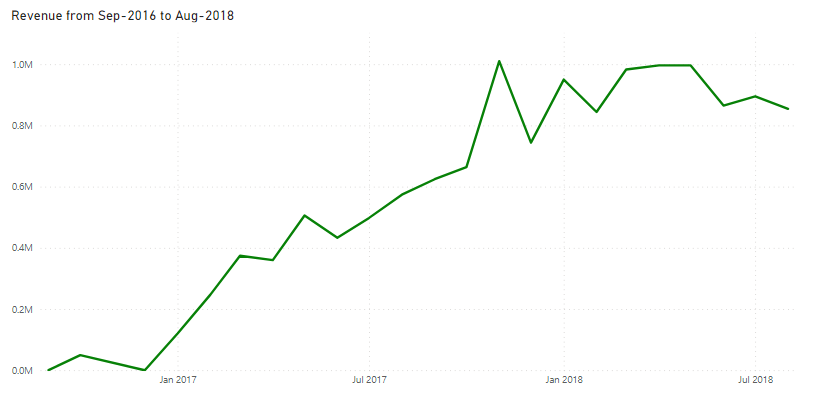 Revenue from Sep-2016 to Aug-2018
1.0M
0.8M
0.6M
0.4M
0.2M
0.0M
Jan 2017 Jul 2017 Jan 2018 Jul 2018